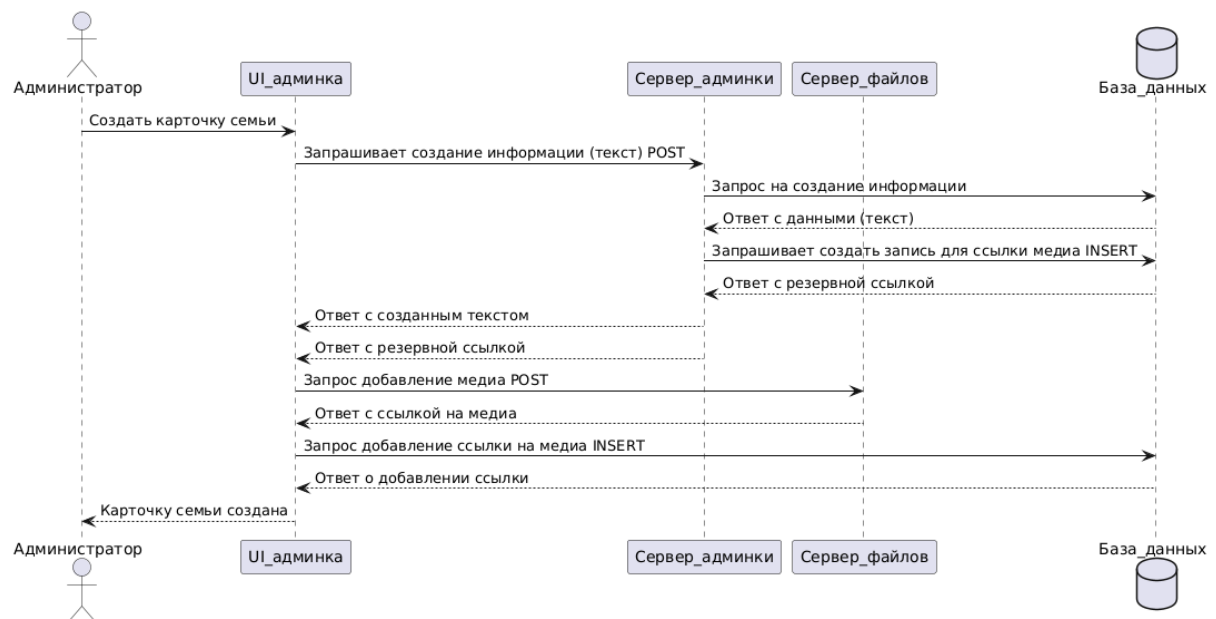 Администратор
UI_админка
Сервер_админки
Сервер_файлов
База_данных
Создать карточку семьи
Запрашивает создание информации (текст) POST
Запрос на создание информации
Ответ с данными (текст)
Запрашивает создать запись для ссылки медиа INSERT
Ответ с резервной ссылкой
Ответ с созданным текстом
Ответ с резервной ссылкой
Запрос добавление медиа POST
Ответ с ссылкой на медиа
Запрос добавление ссылки на медиа INSERT
Ответ о добавлении ссылки
Карточку семьи создана
Администратор
UI_админка
Сервер_админки
Сервер_файлов
База_данных